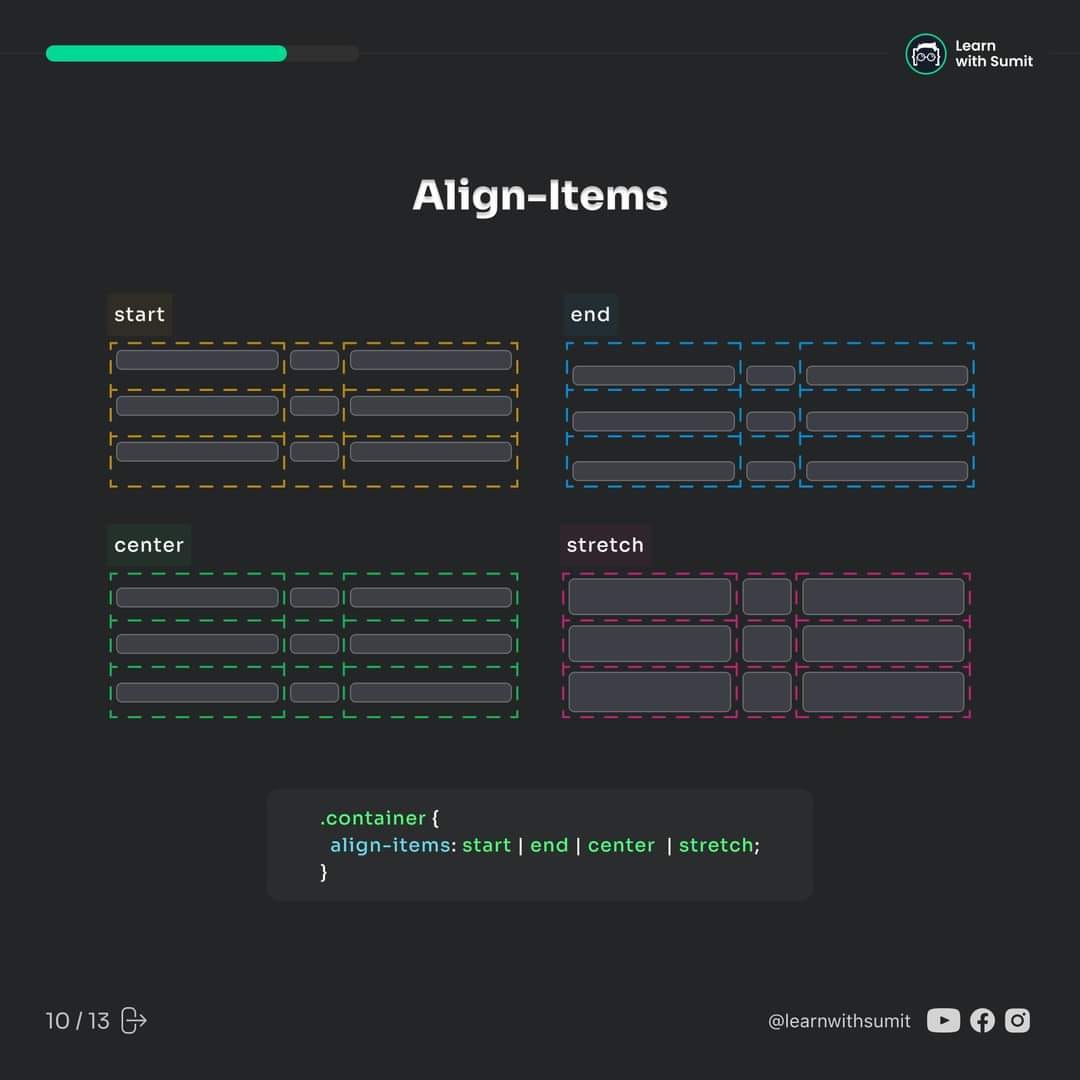 Learn
with Sumit
Align-Items
start
end
center
stretch
.container {
align-items: start | end | center | stretch;
}
10 / 13
@learnwithsumit